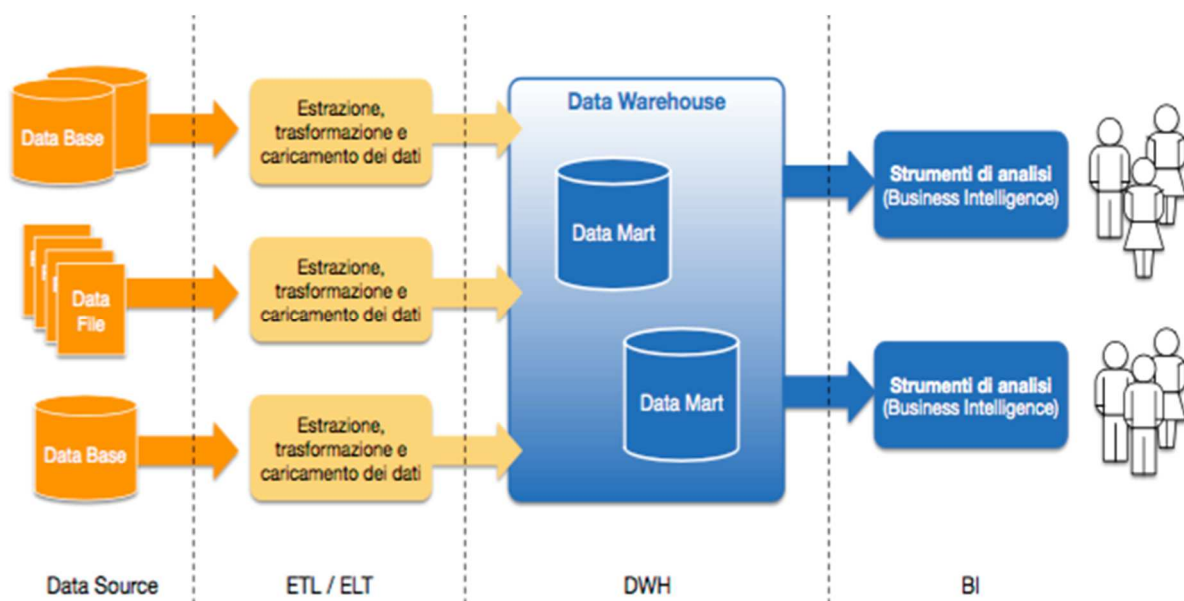 Data Base
Estrazione,
trasformazione e
caricamento dei dati
Data
File
Estrazione,
trasformazione e
caricamento dei dati
Data Base
Estrazione,
trasformazione e
caricamento dei dati
Data Warehouse
Data Mart
Data Mart
Strumenti di analisi
(Business Intelligence)
Strumenti di analisi
(Business Intelligence)
Data Source
ETL / ELT
DWH
BI